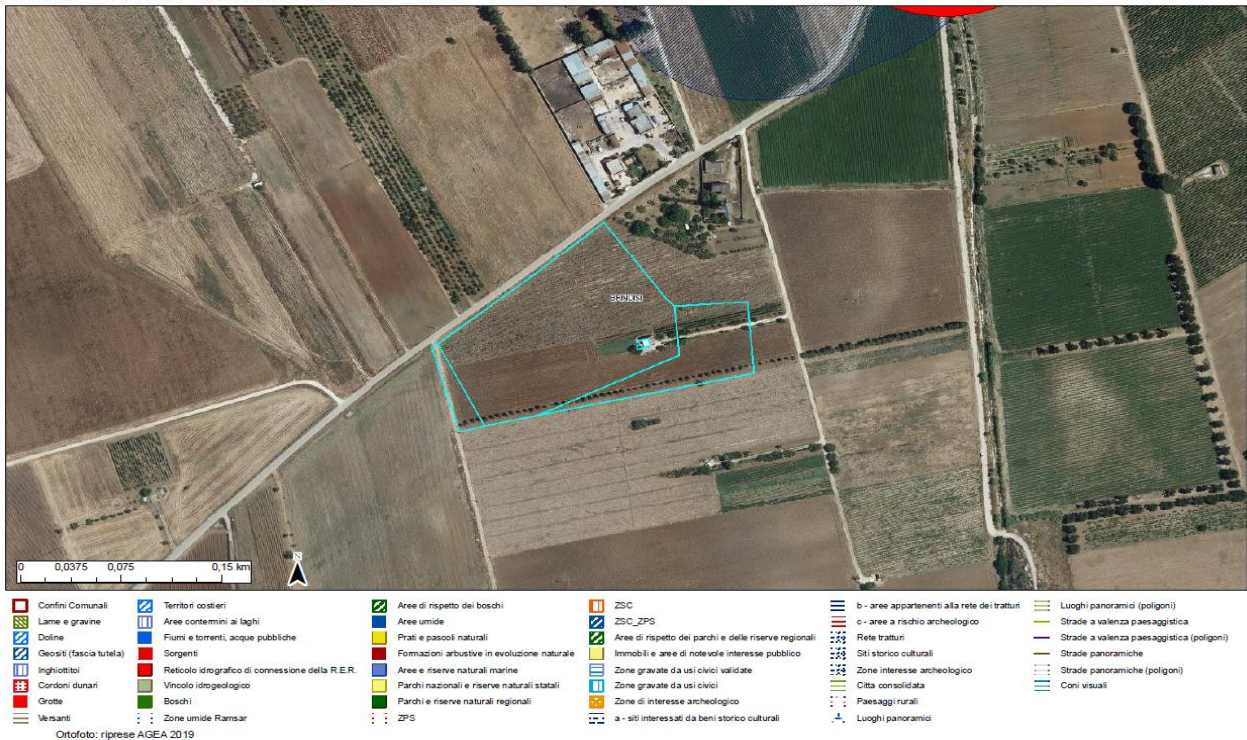 BRINDISI
N
0 0,0375 0,075 0,15 km
Confini Comunali
Lame e gravine
Doline
Geositi (fascia tutela)
Inghiottitoi
Cordoni dunari
Grotte
Versanti
Territori costieri
Aree contermini ai laghi
Fiumi e torrenti, acque pubbliche
Sorgenti
Reticolo idrografico di connessione della R.E.R.
Vincolo idrogeologico
Boschi
Zone umide Ramsar
Aree di rispetto dei boschi
Aree umide
Prati e pascoli naturali
Formazioni arbustive in evoluzione naturale
Aree e riserve naturali marine
Parchi nazionali e riserve naturali statali
Parchi e riserve naturali regionali
ZPS
ZSC
ZSC_ZPS
Aree di rispetto dei parchi e delle riserve regionali
Immobili e aree di notevole interesse pubblico
Zone gravate da usi civici validate
Zone gravate da usi civici
Zone di interesse archeologico
a - siti interessati da beni storico culturali
b - aree appartenenti alla rete dei tratturi
c - aree a rischio archeologico
Rete tratturi
Siti storico culturali
Zone interesse archeologico
Citta consolidata
Paesaggi rurali
Luoghi panoramici
Luoghi panoramici (poligoni)
Strade a valenza paesaggistica
Strade a valenza paesaggistica (poligoni)
Strade panoramiche
Strade panoramiche (poligoni)
Coni visuali
Ortofoto: riprese AGEA 2019